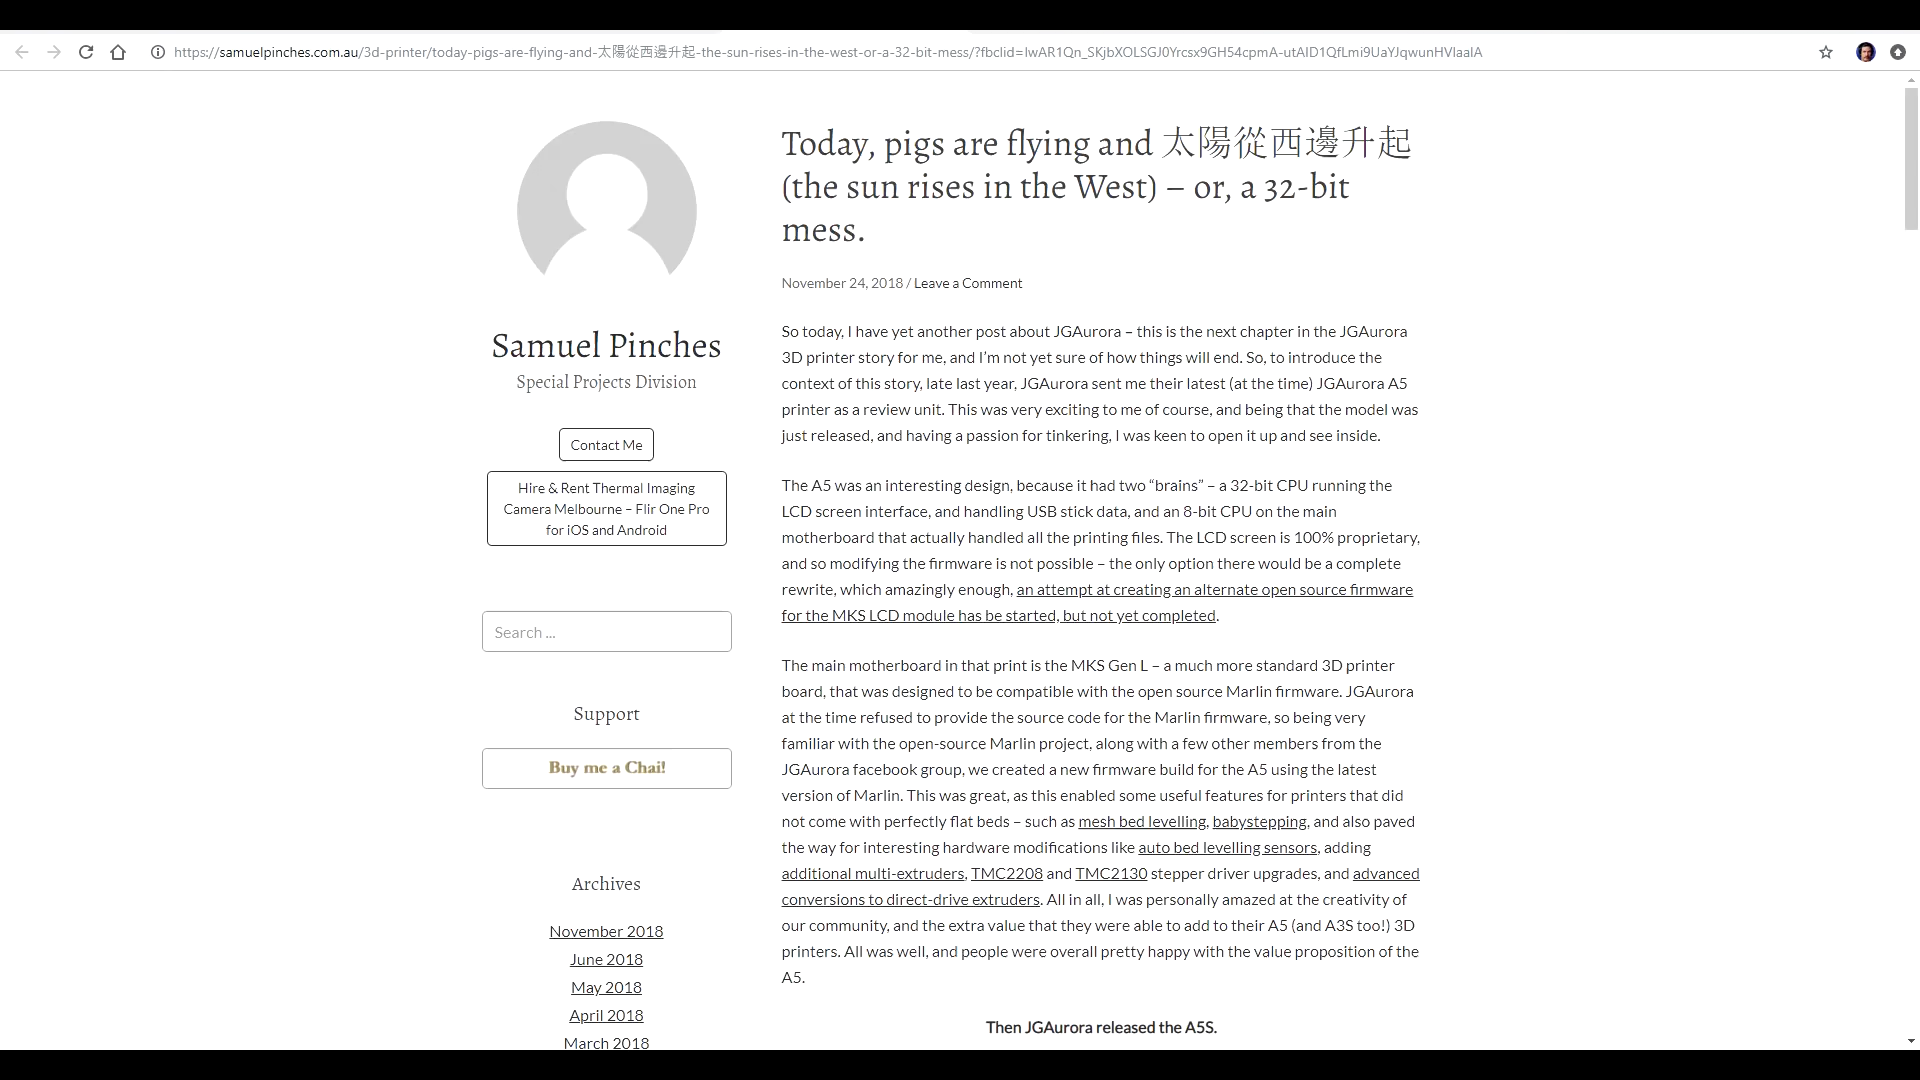 https://samuelpinches.com.au/3d-printer/today-pigs-are-flying-and-太陽從西邊升起-the-sun-rises-in-the-west-or-a-32-bit-mess/?fbclid=IwAR1Qn_SKjbXOLSGJ0Yrcsx9GH54cpmA-utAID1QfLmi9UaYJqwunHVIaaIA
Samuel Pinches
Special Projects Division
Contact Me
Hire & Rent Thermal Imaging
Camera Melbourne – Flir One Pro
for iOS and Android
Search ...
Support
Buy me a Chai!
Archives
November 2018
June 2018
May 2018
April 2018
March 2018
Today, pigs are flying and 太陽從西邊升起
(the sun rises in the West) – or, a 32-bit
mess.
November 24, 2018 / Leave a Comment
So today, I have yet another post about JGAurora – this is the next chapter in the JGAurora
3D printer story for me, and I’m not yet sure of how things will end. So, to introduce the
context of this story, late last year, JGAurora sent me their latest (at the time) JGAurora A5
printer as a review unit. This was very exciting to me of course, and being that the model was
just released, and having a passion for tinkering, I was keen to open it up and see inside.
The A5 was an interesting design, because it had two “brains” – a 32-bit CPU running the
LCD screen interface, and handling USB stick data, and an 8-bit CPU on the main
motherboard that actually handled all the printing files. The LCD screen is 100% proprietary,
and so modifying the firmware is not possible – the only option there would be a complete
rewrite, which amazingly enough, an attempt at creating an alternate open source firmware
for the MKS LCD module has be started, but not yet completed.
The main motherboard in that print is the MKS Gen L – a much more standard 3D printer
board, that was designed to be compatible with the open source Marlin firmware. JGAurora
at the time refused to provide the source code for the Marlin firmware, so being very
familiar with the open-source Marlin project, along with a few other members from the
JGAurora facebook group, we created a new firmware build for the A5 using the latest
version of Marlin. This was great, as this enabled some useful features for printers that did
not come with perfectly flat beds – such as mesh bed levelling, babystepping, and also paved
the way for interesting hardware modifications like auto bed levelling sensors, adding
additional multi-extruders, TMC2208 and TMC2130 stepper driver upgrades, and advanced
conversions to direct-drive extruders. All in all, I was personally amazed at the creativity of
our community, and the extra value that they were able to add to their A5 (and A3S too!) 3D
printers. All was well, and people were overall pretty happy with the value proposition of the
A5.
Then JGAurora released the A5S.